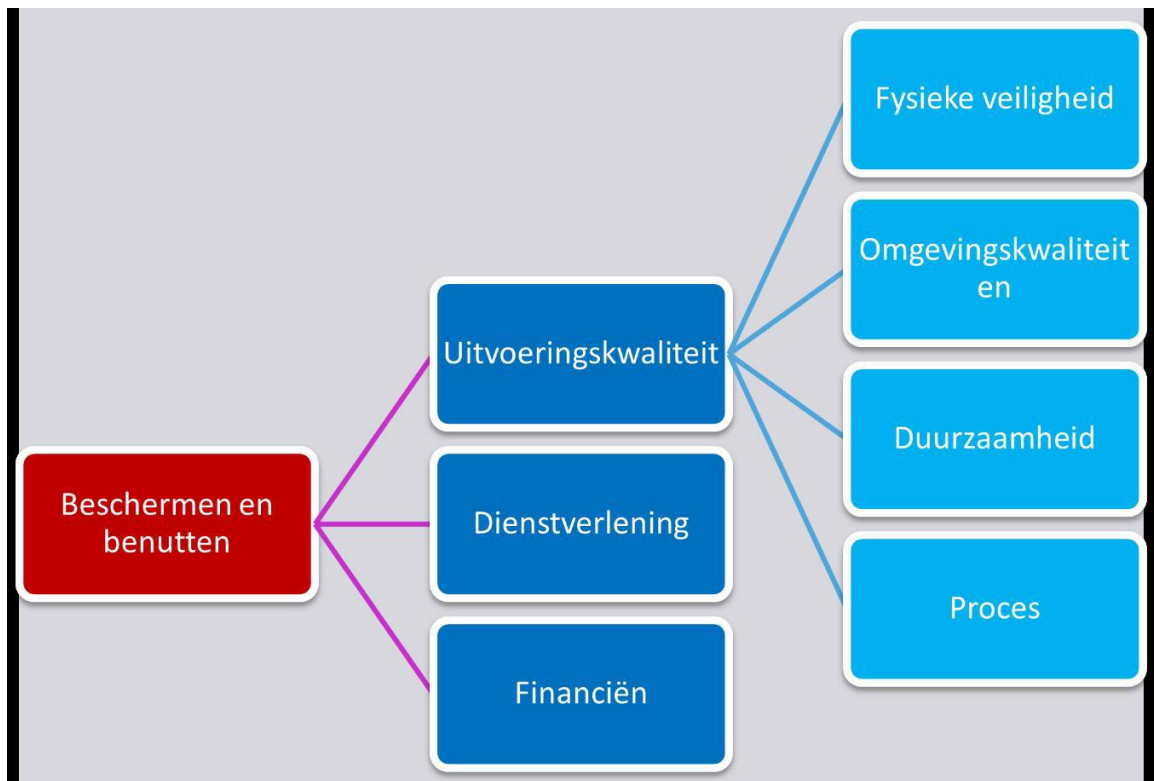 Fysieke veiligheid
Omgevingskwaliteit
en
Uitvoeringskwaliteit
Duurzaamheid
Beschermen en
benutten
Dienstverlening
Proces
Financiën